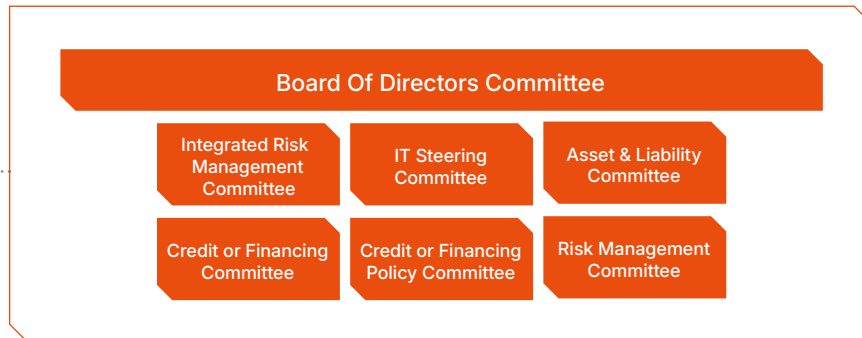 Board Of Directors Committee
Integrated Risk
Management
Committee
IT Steering
Committee
Asset & Liability
Committee
Credit or Financing
Committee
Credit or Financing
Policy Committee
Risk Management
Committee